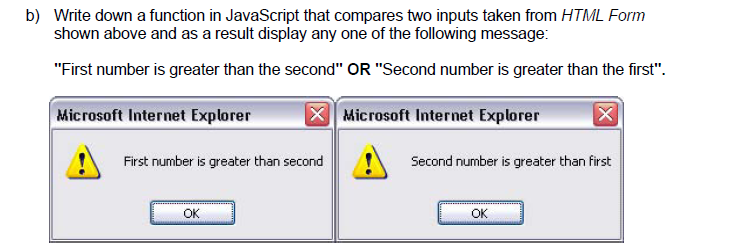 b) Write down a function in JavaScript that compares two inputs taken from HTML Form
shown above and as a result display any one of the following message:
"First number is greater than the second" OR "Second number is greater than the first".
Microsoft Internet Explorer
First number is greater than second
OK
Microsoft Internet Explorer
Second number is greater than first
OK